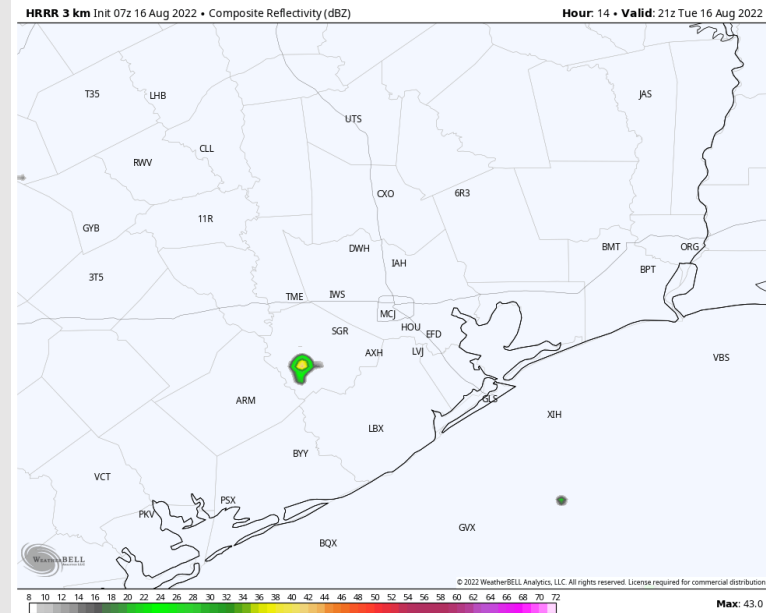 HRRR 3 km Init 07z 16 Aug 2022 • Composite Reflectivity (dBZ) Hour: 14 • Valid: 21z Tue 16 Aug 2022
T35 LHB JAS
UTS
CLL
RWV
CXO 6R3
11R
GYB
DWH BMT ORG
IAH BPT
3T5
TME IWS
MCJ
SGR HOU EFD
AXH LVJ VBS
ARM GLS
XIH
LBX
BYY
VCT
PSX
PKV
GVX
BQX
WeatherBELL
© 2022 WeatherBELL Analytics, LLC. All rights reserved. License required for commercial distribution
8 10 12 14 16 18 20 22 24 26 28 30 32 34 36 38 40 42 44 46 48 50 52 54 56 58 60 62 64 66 68 70 72 Max: 43.0